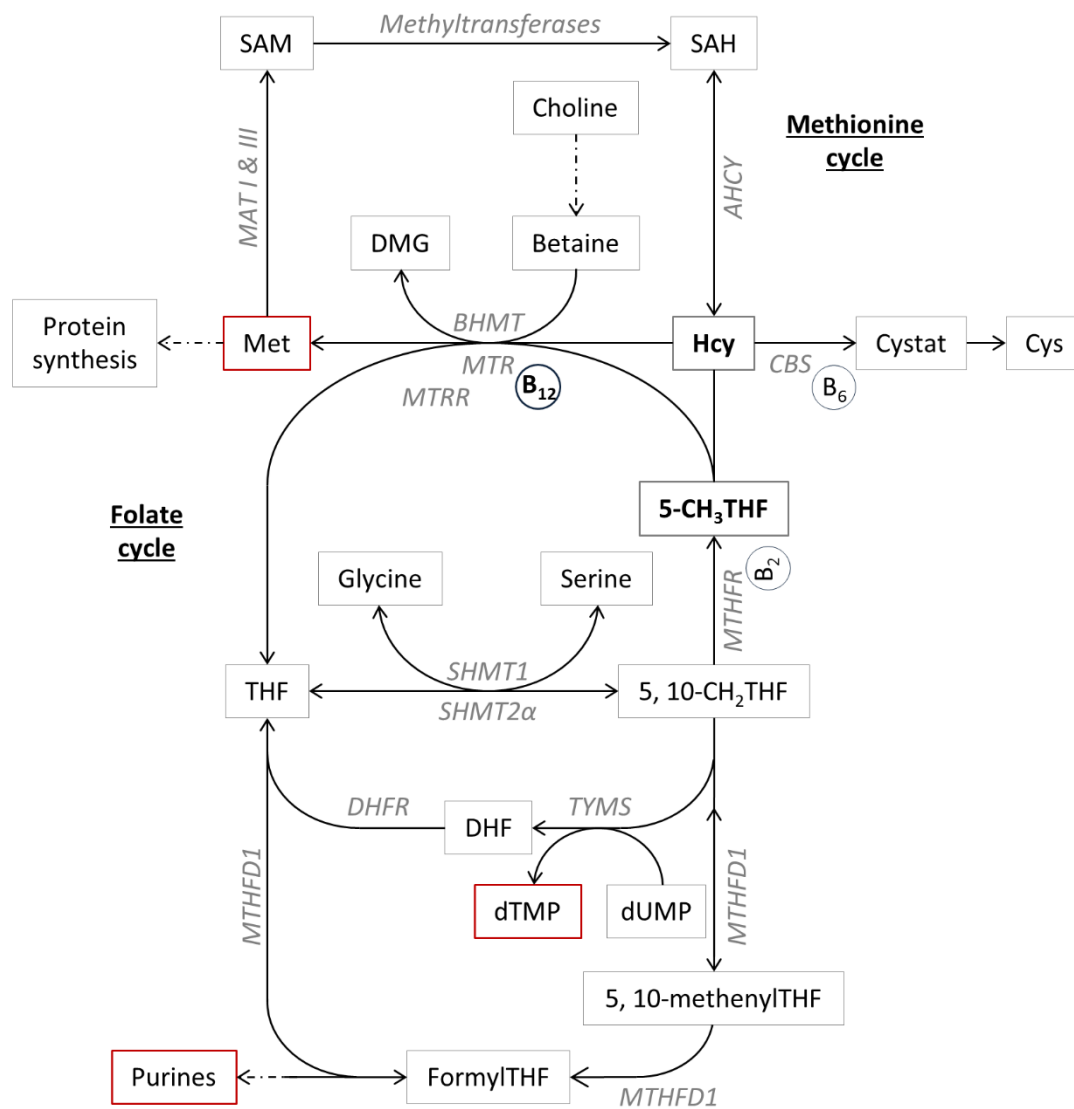 Methyltransferases
SAM
SAH
Choline
Methionine
cycle
MAT I & III
AHCY
DMG
Betaine
BHMT
Protein
synthesis
Met
Hcy
Cystat
Cys
MTR
CBS
MTRR
B₁₂
B₆
5-CH₃THF
Folate
cycle
B₂
MTHFR
Glycine
Serine
SHMT1
THF
5, 10-CH₂THF
SHMT2α
DHFR
TYMS
DHF
MTHFD1
MTHFD1
dTMP
dUMP
5, 10-methenylTHF
Purines
FormylTHF
MTHFD1